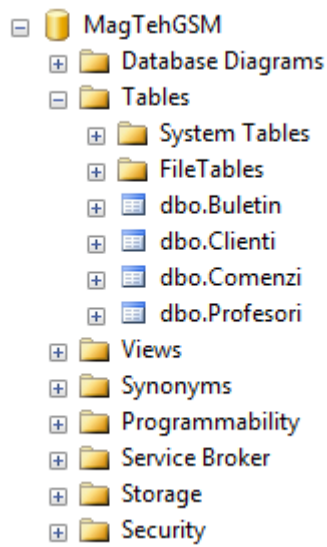 MagTehGSM
Database Diagrams
Tables
System Tables
FileTables
dbo.Buletin
dbo.Clienti
dbo.Comenzi
dbo.Profesori
Views
Synonyms
Programmability
Service Broker
Storage
Security